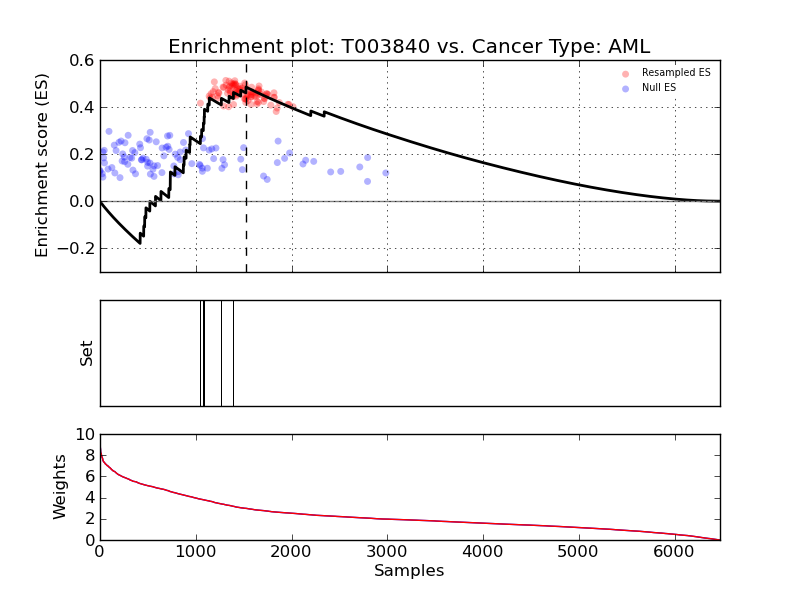 Enrichment plot: T003840 vs. Cancer Type: AML
Enrichment score (ES)
0.6
0.4
0.2
0.0
−0.2
Resampled ES
Null ES
Set
Weights
10
8
6
4
2
0
0 1000 2000 3000 4000 5000 6000
Samples